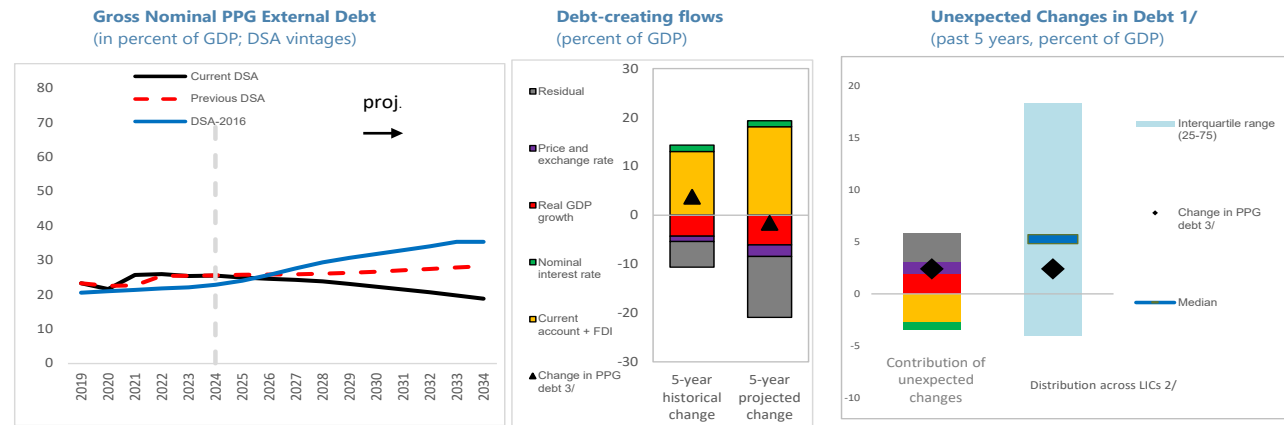 Gross Nominal PPG External Debt
(in percent of GDP; DSA vintages)
Current DSA
Previous DSA
DSA-2016
proj.
80
70
60
50
40
30
20
10
0
2019
2020
2021
2022
2023
2024
2025
2026
2027
2028
2029
2030
2031
2032
2033
2034
Debt-creating flows
(percent of GDP)
Residual
Price and
exchange rate
Real GDP
growth
Nominal
interest rate
Current
account + FDI
Change in PPG
debt 3/
30
20
10
0
-10
-20
-30
5-year
historical
change
5-year
projected
change
Unexpected Changes in Debt 1/
(past 5 years, percent of GDP)
20
15
10
5
0
-5
-10
Contribution of
unexpected
changes
Distribution across LICs 2/
Interquartile range
(25-75)
Change in PPG
debt 3/
Median